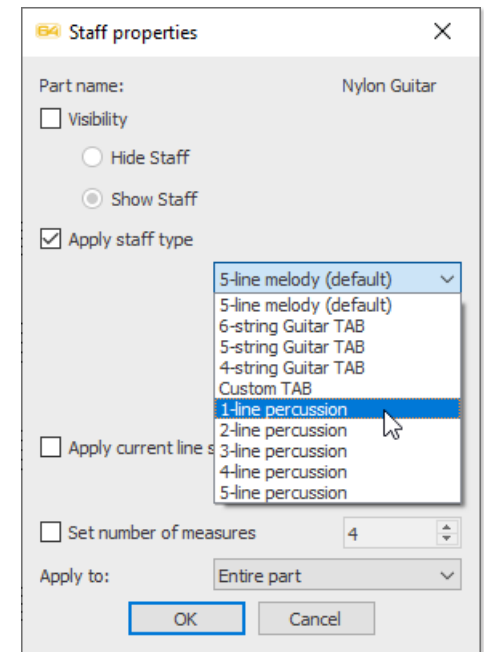 64 Staff properties
Part name: Nylon Guitar
Visibility
Hide Staff
Show Staff
Apply staff type
5-line melody (default)
5-line melody (default)
6-string Guitar TAB
5-string Guitar TAB
4-string Guitar TAB
Custom TAB
1-line percussion
2-line percussion
Apply current line s
3-line percussion
4-line percussion
5-line percussion
Set number of measures 4
Apply to: Entire part
OK Cancel